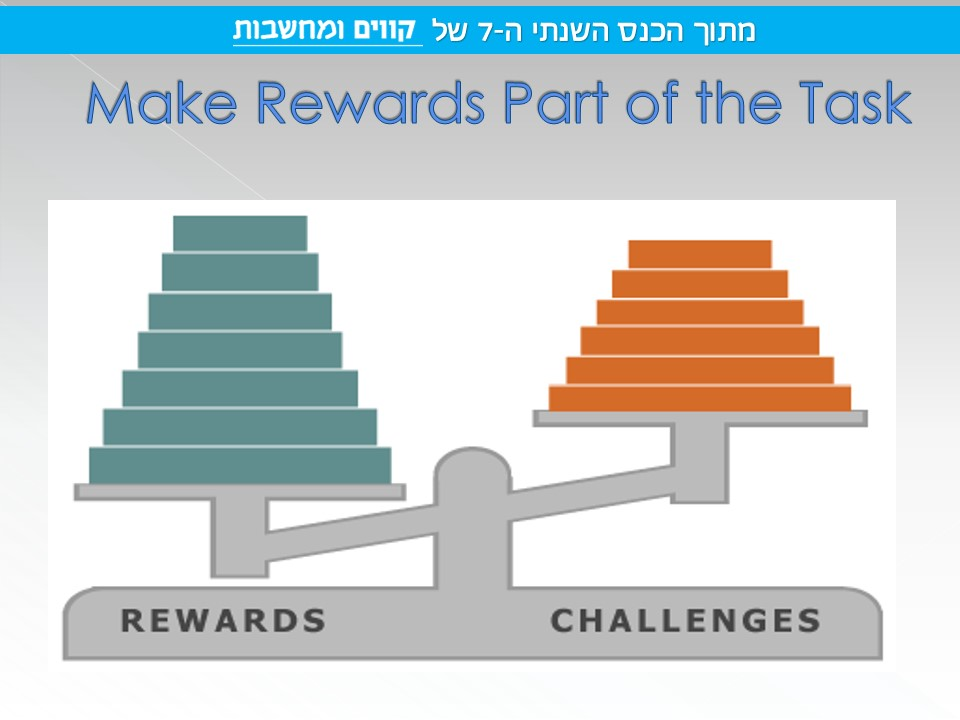 מתוך הכנס השנתי ה-7 של קווים ומחשבות
Make Rewards Part of the Task
REWARDS
CHALLENGES